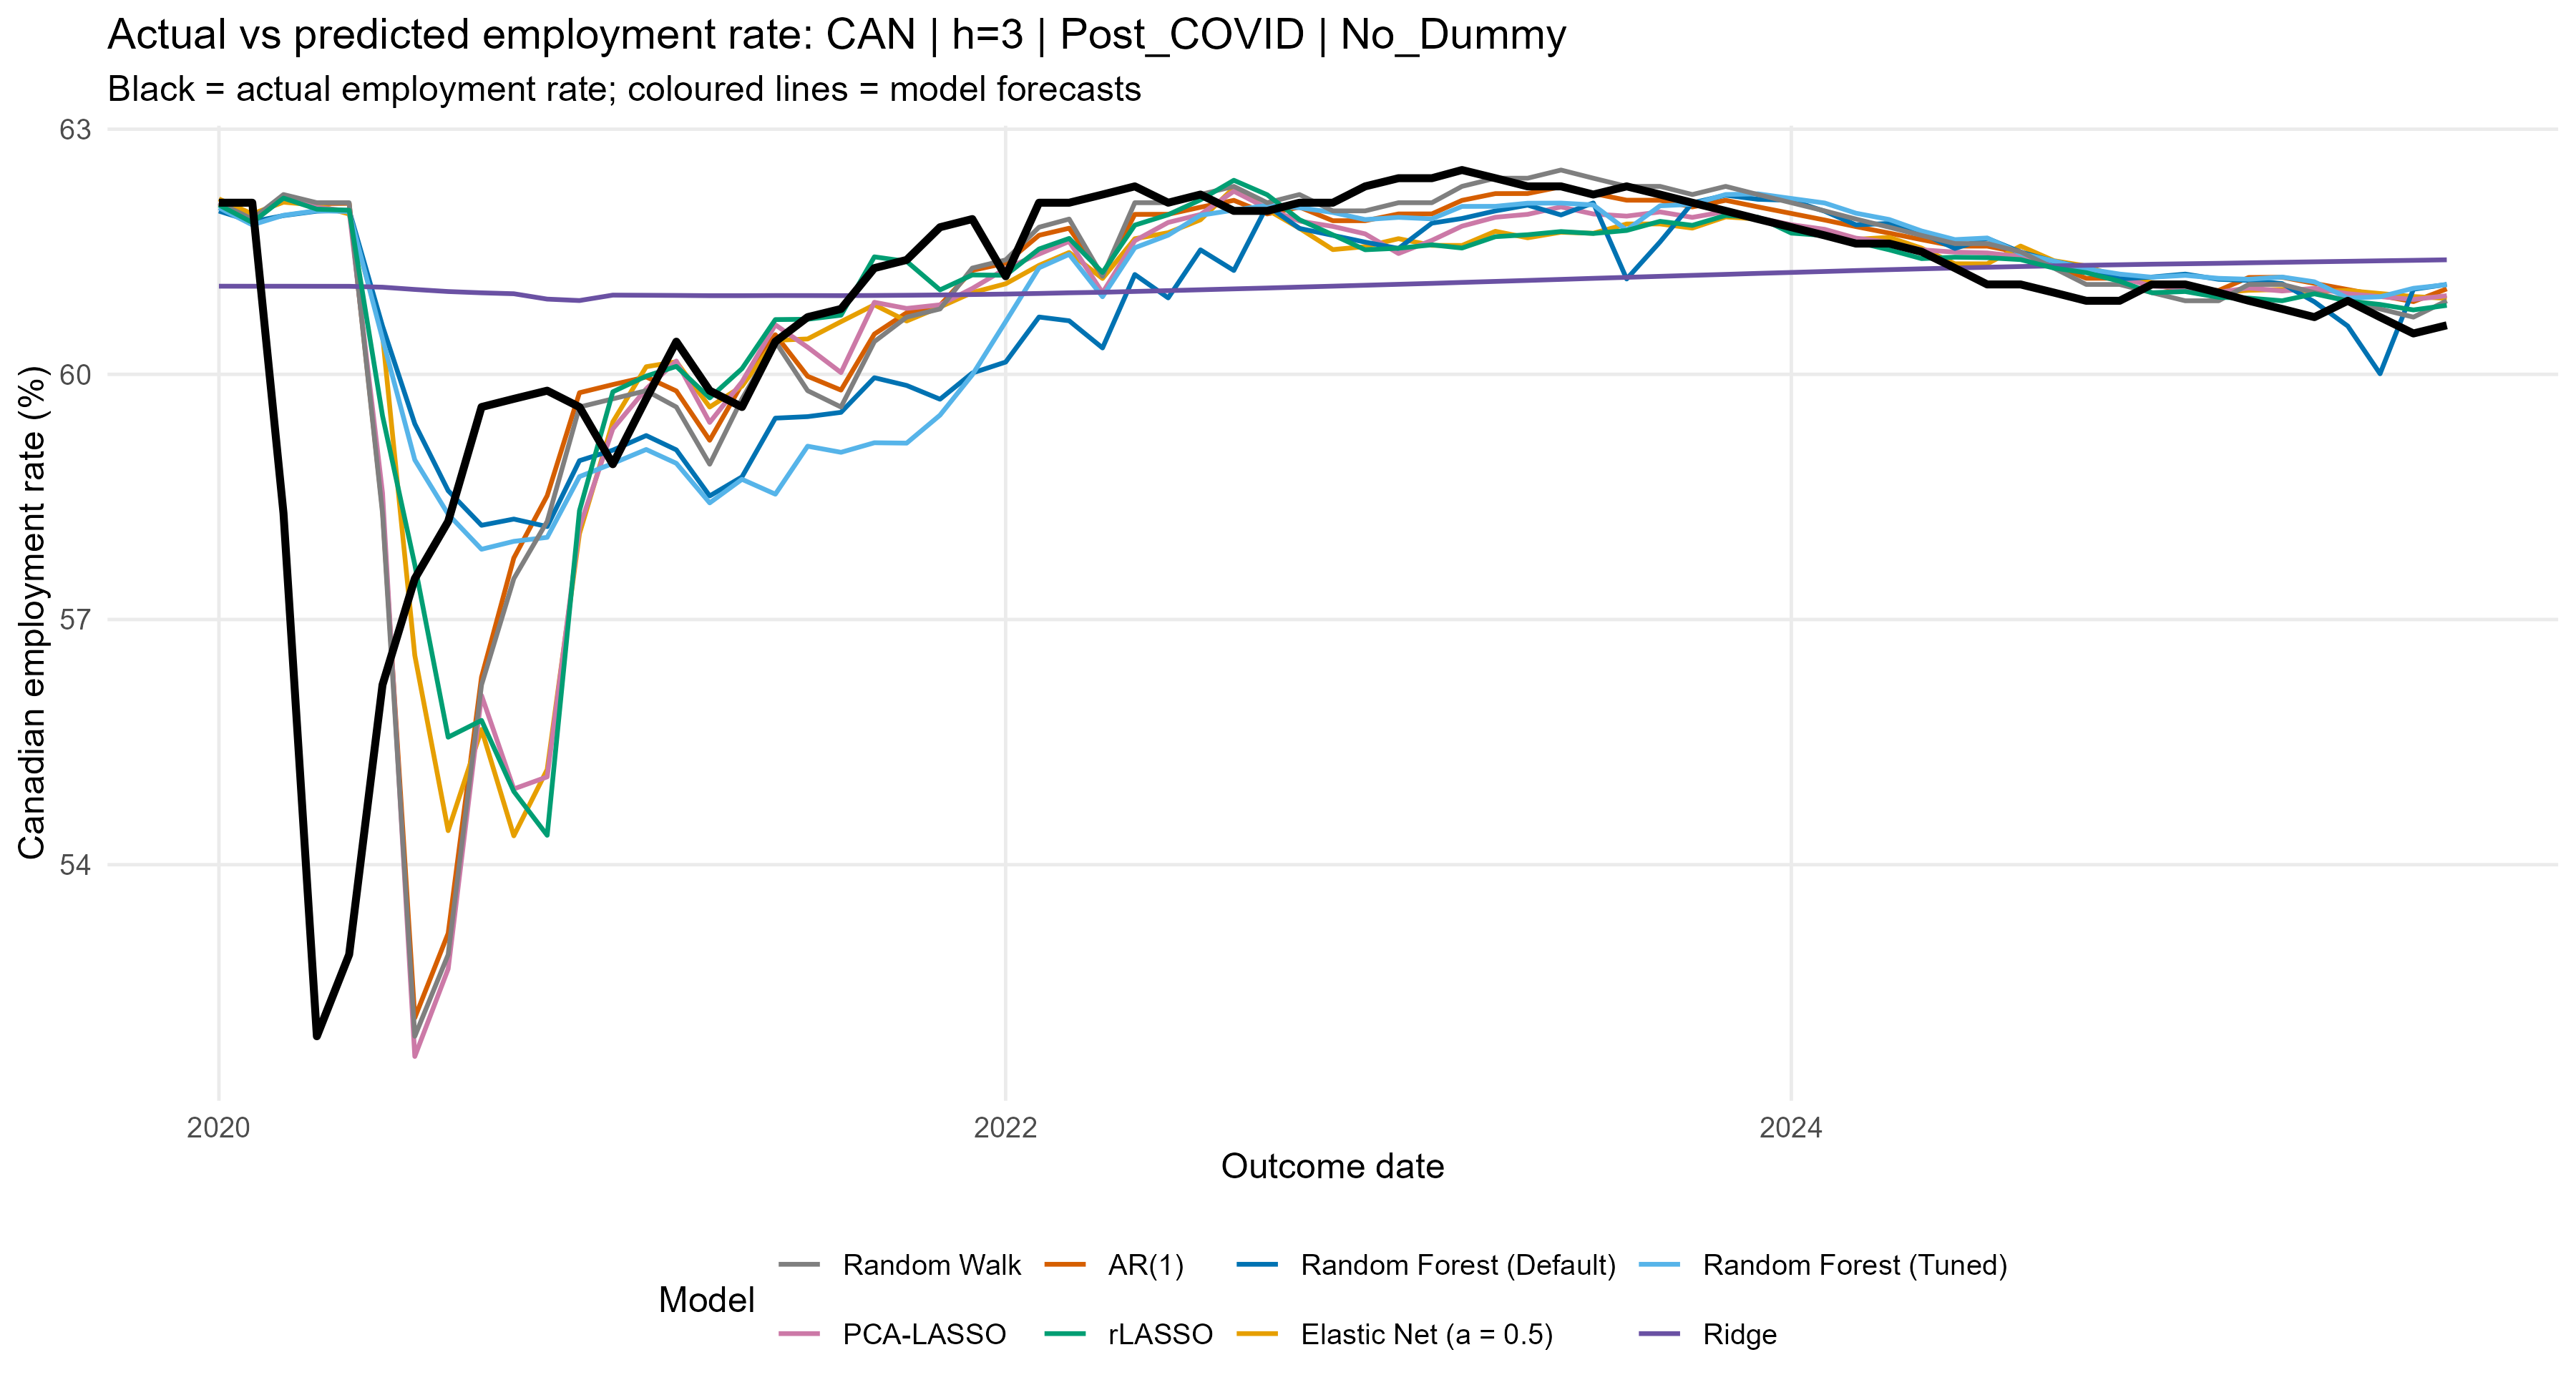 Actual vs predicted employment rate: CAN | h=3 | Post_COVID | No_Dummy
Black = actual employment rate; coloured lines = model forecasts
Canadian employment rate (%)
63
60
57
54
2020 2022 2024
Outcome date
Model
Random Walk AR(1) Random Forest (Default) Random Forest (Tuned)
PCA-LASSO rLASSO Elastic Net (a = 0.5) Ridge